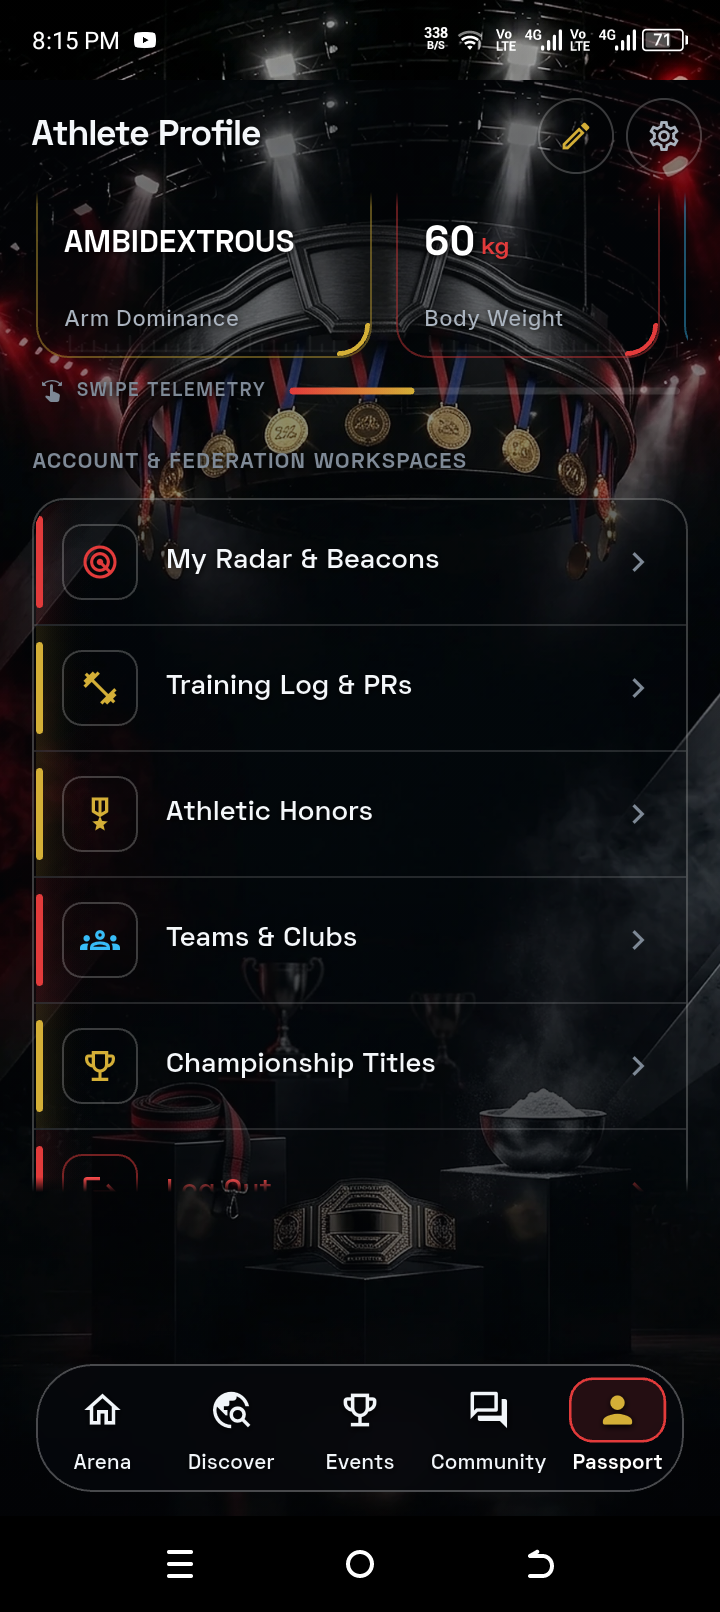 8:15 PM
338 B/S
Vo LTE 4G Vo LTE 4G 71
Athlete Profile
AMBIDEXTROUS
60 kg
Arm Dominance
Body Weight
SWIPE TELEMETRY
ACCOUNT & FEDERATION WORKSPACES
My Radar & Beacons
Training Log & PRs
Athletic Honors
Teams & Clubs
Championship Titles
Log Out
Arena
Discover
Events
Community
Passport